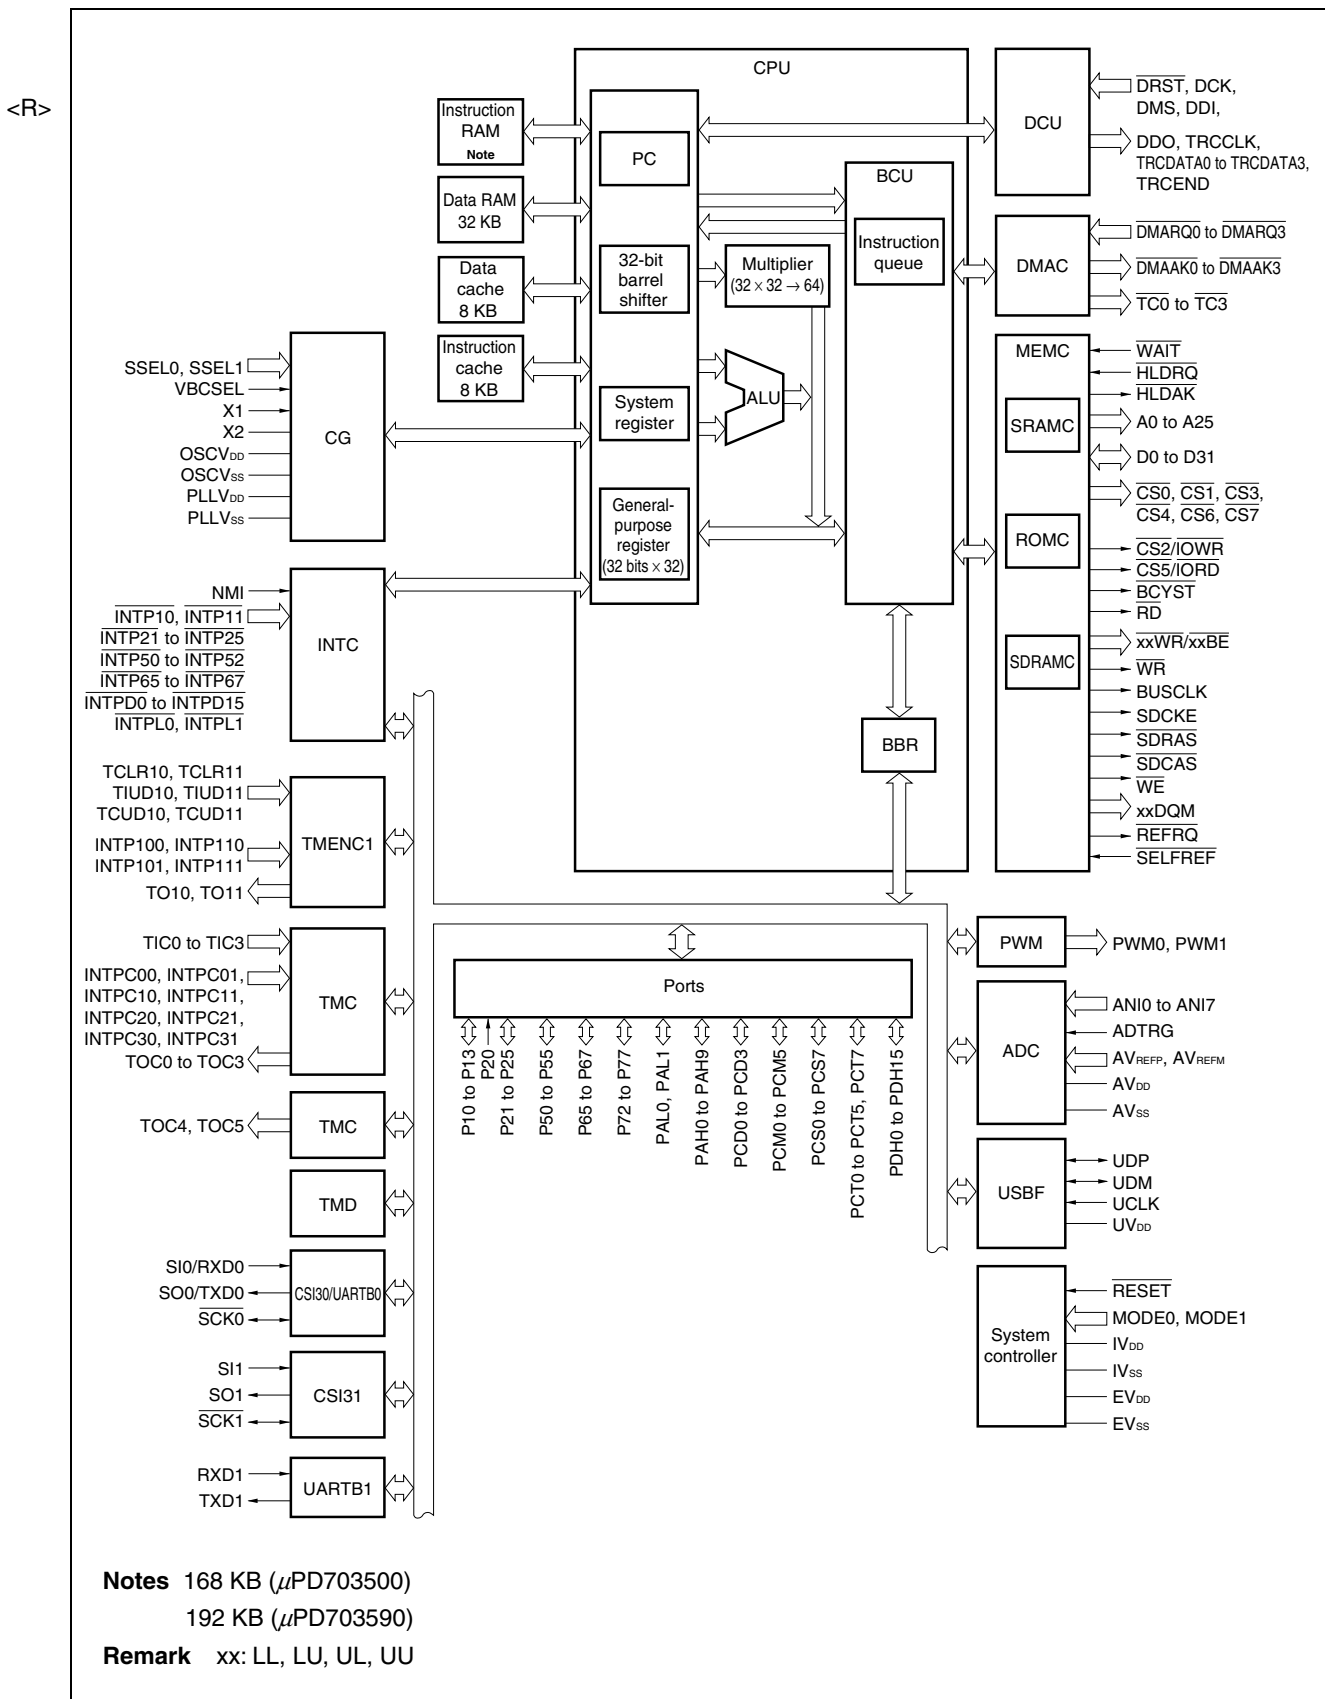 <R>
CPU
Instruction
RAM
Note
Data RAM
32 KB
Data
cache
8 KB
Instruction
cache
8 KB
PC
32-bit
barrel
shifter
System
register
General-
purpose
register
(32 bits × 32)
Multiplier
(32 × 32 → 64)
ALU
BCU
Instruction
queue
BBR
DCU
DRST, DCK,
DMS, DDI,
DDO, TRCCLK,
TRCDATA0 to TRCDATA3,
TRCEND
DMAC
DMARQ0 to DMARQ3
DMAAK0 to DMAAK3
TC0 to TC3
MEMC
SRAMC
ROMC
SDRAMC
WAIT
HLDRQ
HLDAK
A0 to A25
D0 to D31
CS0, CS1, CS3,
CS4, CS6, CS7
CS2/IOWR
CS5/IORD
BCYST
RD
xxWR/xxBE
WR
BUSCLK
SDCKE
SDRAS
SDCAS
WE
xxDQM
REFRQ
SELFREF
SSEL0, SSEL1
VBCSEL
X1
X2
OSCVDD
OSCVSS
PLLVDD
PLLVSS
CG
NMI
INTP10, INTP11
INTP21 to INTP25
INTP50 to INTP52
INTP65 to INTP67
INTPD0 to INTPD15
INTPL0, INTPL1
INTC
TCLR10, TCLR11
TIUD10, TIUD11
TCUD10, TCUD11
INTP100, INTP110
INTP101, INTP111
TO10, TO11
TMENC1
TIC0 to TIC3
INTPC00, INTPC01,
INTPC10, INTPC11,
INTPC20, INTPC21,
INTPC30, INTPC31
TOC0 to TOC3
TMC
TOC4, TOC5
TMC
TMD
SI0/RXD0
SO0/TXD0
SCK0
CSI30/UARTB0
SI1
SO1
SCK1
CSI31
RXD1
TXD1
UARTB1
Ports
P10 to P13
P20
P21 to P25
P50 to P55
P65 to P67
P72 to P77
PAL0, PAL1
PAH0 to PAH9
PCD0 to PCD3
PCM0 to PCM5
PCS0 to PCS7
PCT0 to PCT5, PCT7
PDH0 to PDH15
PWM
PWM0, PWM1
ADC
ANI0 to ANI7
ADTRG
AVREFP, AVREFM
AVDD
AVSS
USBF
UDP
UDM
UCLK
UVDD
System
controller
RESET
MODE0, MODE1
IVDD
IVSS
EVDD
EVSS
Notes 168 KB (μPD703500)
192 KB (μPD703590)
Remark xx: LL, LU, UL, UU